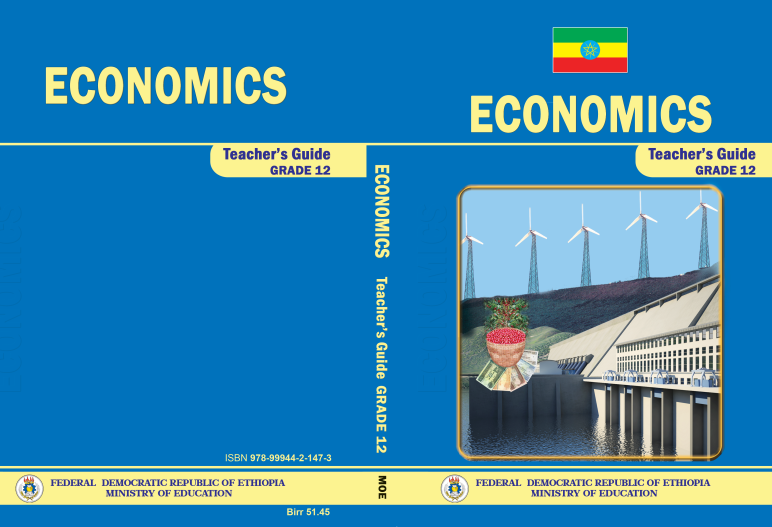 ECONOMICS
Teacher's Guide
GRADE 12
ISBN 978-99944-2-147-3
FEDERAL DEMOCRATIC REPUBLIC OF ETHIOPIA
MINISTRY OF EDUCATION
Birr 51.45
ECONOMICS Teacher's Guide GRADE 12
MOE
ECONOMICS
Teacher's Guide
GRADE 12
FEDERAL DEMOCRATIC REPUBLIC OF ETHIOPIA
MINISTRY OF EDUCATION